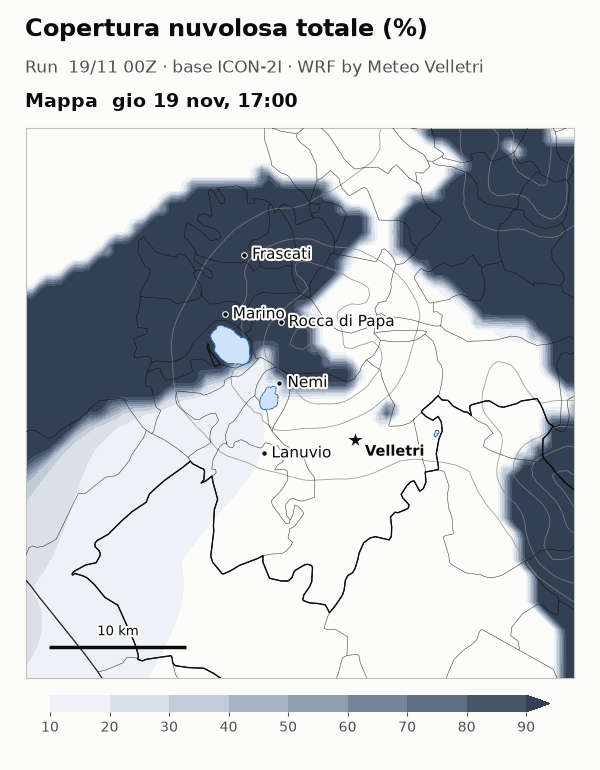 Copertura nuvolosa totale (%)
Run  19/11 00Z · base ICON-2I · WRF by Meteo Velletri
Mappa  gio 19 nov, 17:00
Frascati
Marino
Rocca di Papa
Nemi
Velletri
Lanuvio
10 km
10 20 30 40 50 60 70 80 90